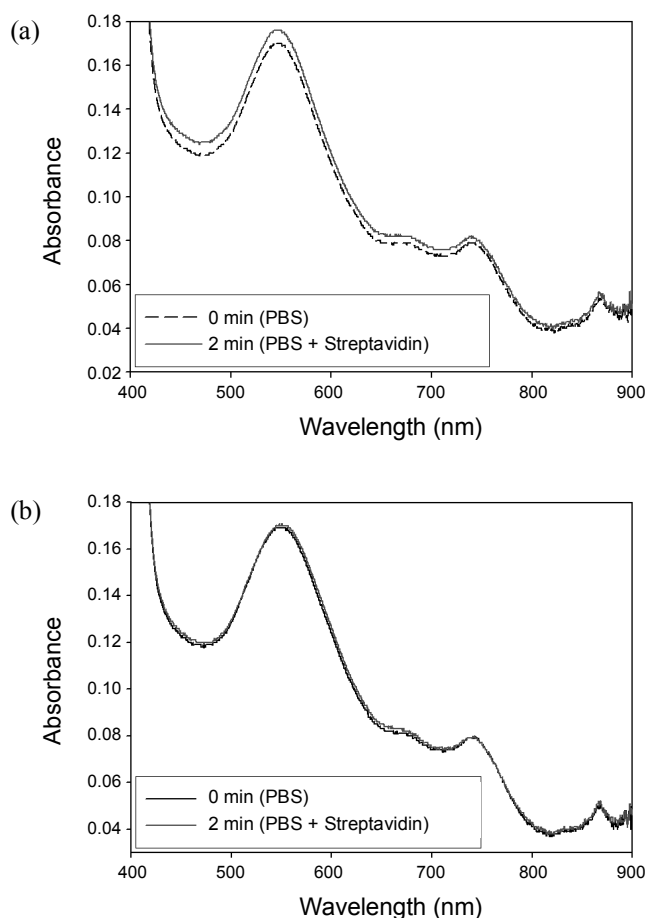 (a)
0.18
0.16
0.14
0.12
0.10
0.08
0.06
0.04
0.02
Absorbance
0 min (PBS)
2 min (PBS + Streptavidin)
400 500 600 700 800 900
Wavelength (nm)
(b)
0.18
0.16
0.14
0.12
0.10
0.08
0.06
0.04
Absorbance
0 min (PBS)
2 min (PBS + Streptavidin)
400 500 600 700 800 900
Wavelength (nm)